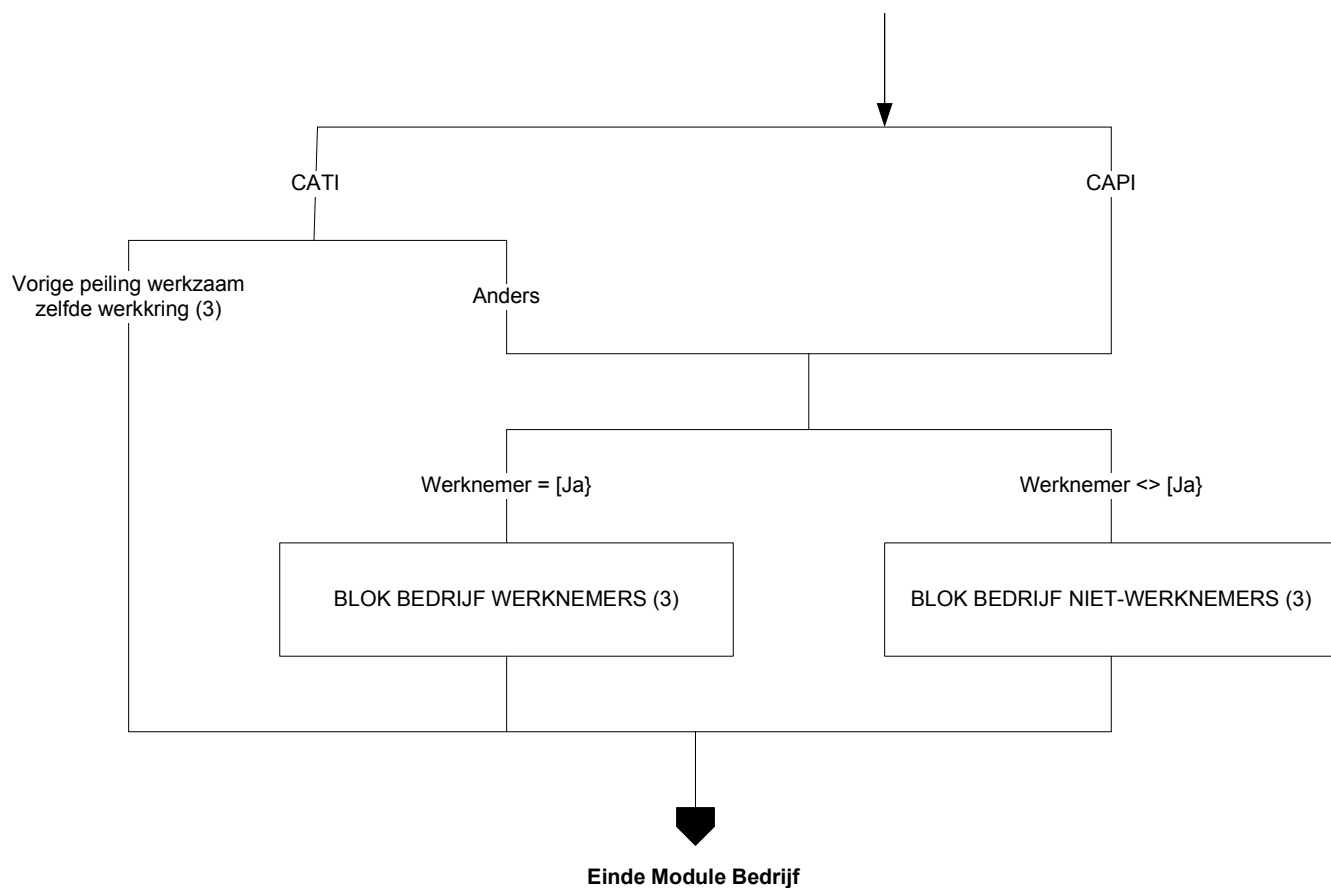 CATI
CAPI
Vorige peiling werkzaam
zelfde werkkring (3)
Anders
Werknemer = [Ja}
Werknemer <> [Ja}
BLOK BEDRIJF WERKNEMERS (3)
BLOK BEDRIJF NIET-WERKNEMERS (3)
Einde Module Bedrijf